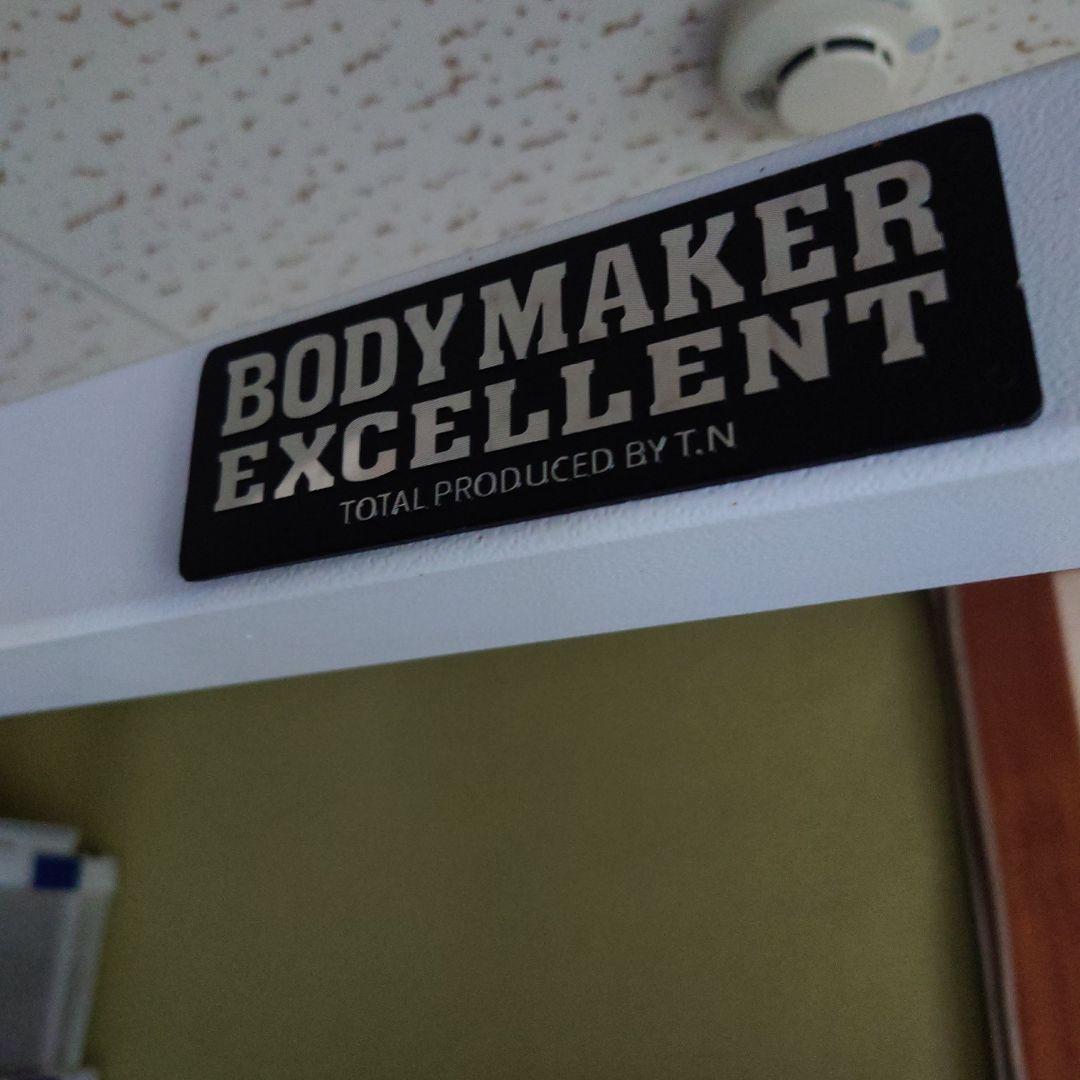 BODYMAKER
EXCELLENT
TOTAL PRODUCED BY T.N